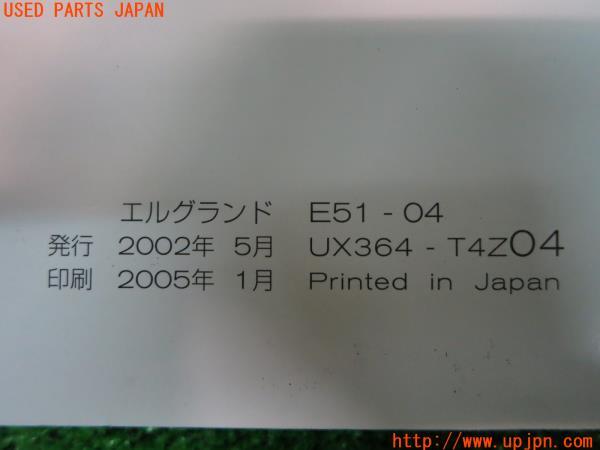 USED PARTS JAPAN
エルグランド E51 - 04
発行 2002年 5月 UX364 - T4Z04
印刷 2005年 1月 Printed in Japan
http://www.upjpn.com